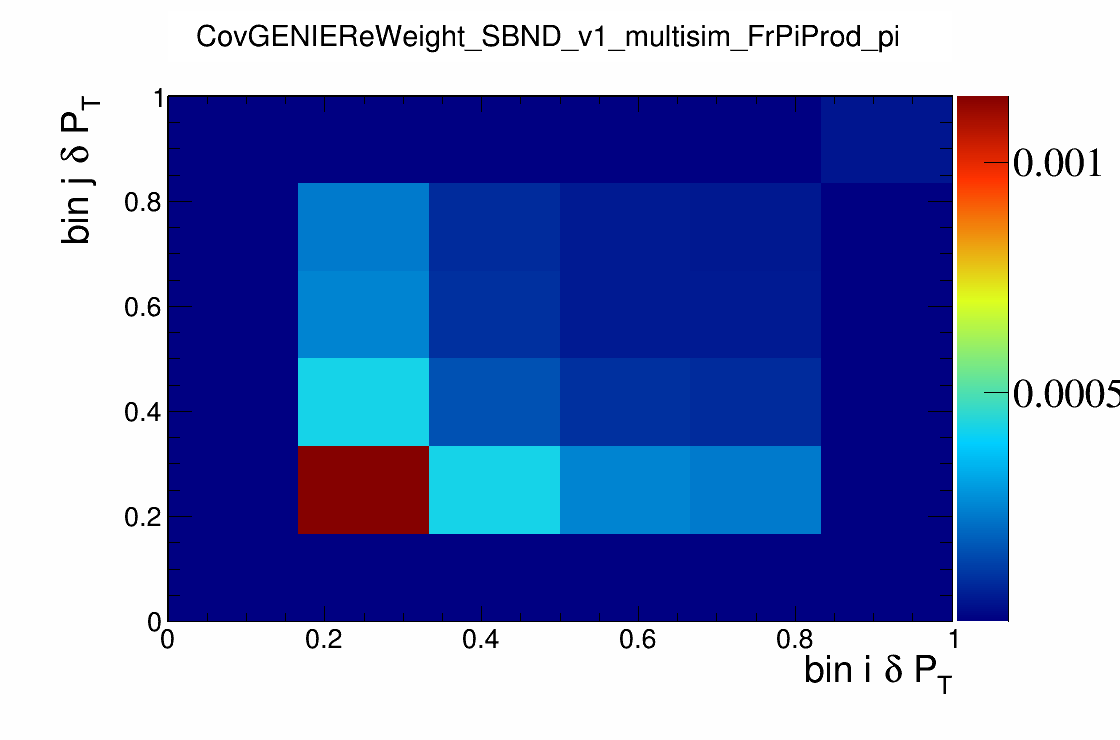 CovGENIEReWeight_SBND_v1_multisim_FrPiProd_pi
bin j δ P_T
1
0.8
0.6
0.4
0.2
0
0 0.2 0.4 0.6 0.8 1
bin i δ P_T
0.001
0.0005